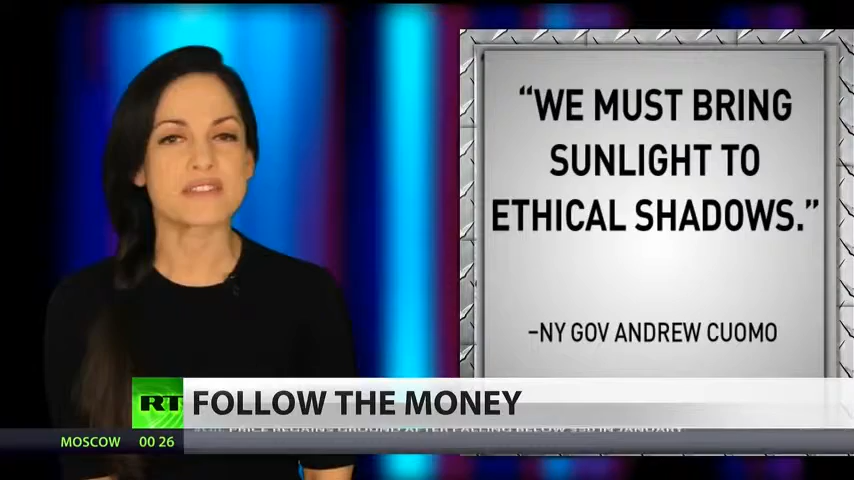 “WE MUST BRING
SUNLIGHT TO
ETHICAL SHADOWS.”
–NY GOV ANDREW CUOMO
RT FOLLOW THE MONEY
MOSCOW 00 26